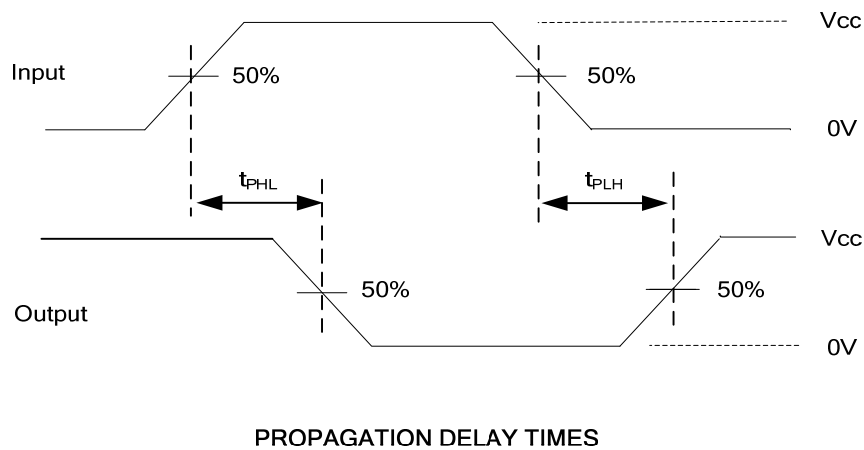 Vcc
Input
50%
50%
0V
tPHL
tPLH
Vcc
50%
50%
Output
0V
PROPAGATION DELAY TIMES